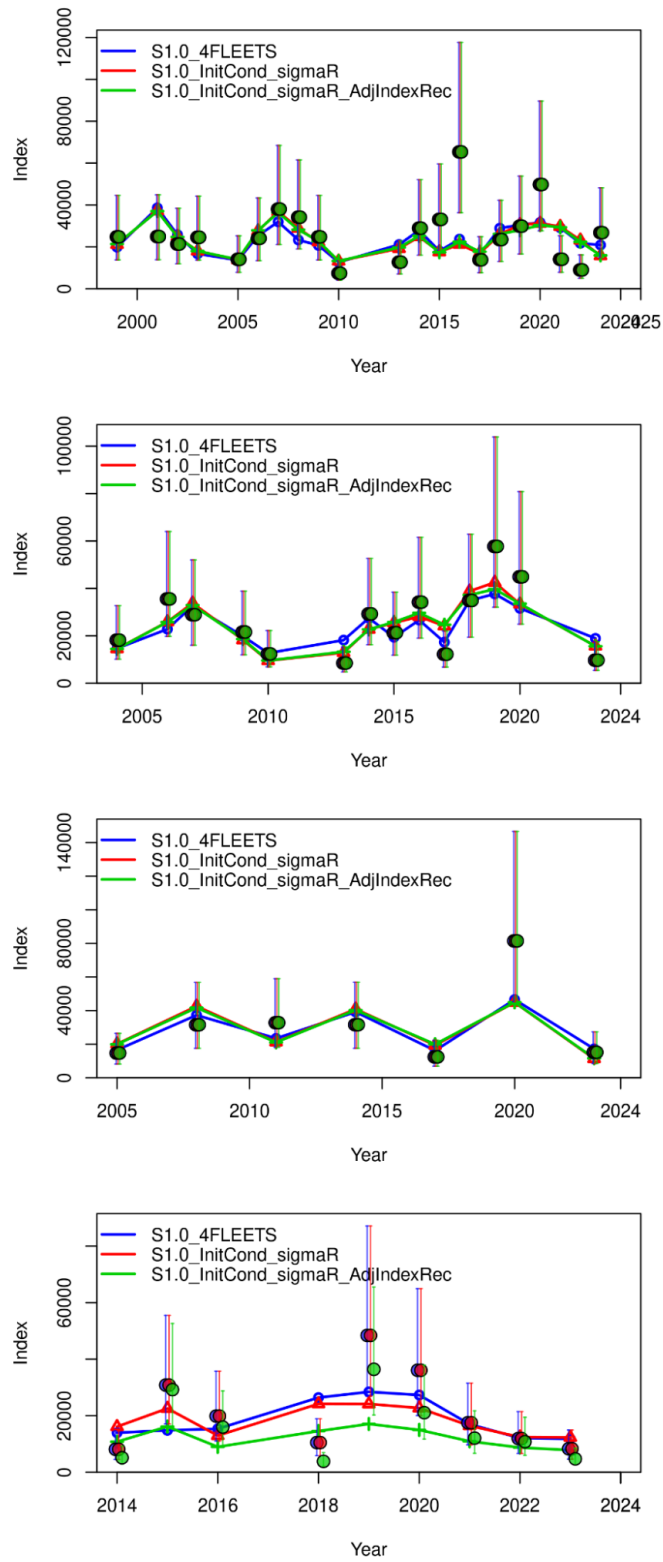 120000
S1.0_4FLEETS
S1.0_InitCond_sigmaR
S1.0_InitCond_sigmaR_AdjIndexRec
80000
Index
40000
0
2000 2005 2010 2015 2020
Year
100000
S1.0_4FLEETS
S1.0_InitCond_sigmaR
S1.0_InitCond_sigmaR_AdjIndexRec
60000
Index
20000
0
2005 2010 2015 2020 2024
Year
140000
S1.0_4FLEETS
S1.0_InitCond_sigmaR
S1.0_InitCond_sigmaR_AdjIndexRec
80000
Index
40000
0
2005 2010 2015 2020 2024
Year
S1.0_4FLEETS
S1.0_InitCond_sigmaR
S1.0_InitCond_sigmaR_AdjIndexRec
60000
Index
20000
0
2014 2016 2018 2020 2022 2024
Year